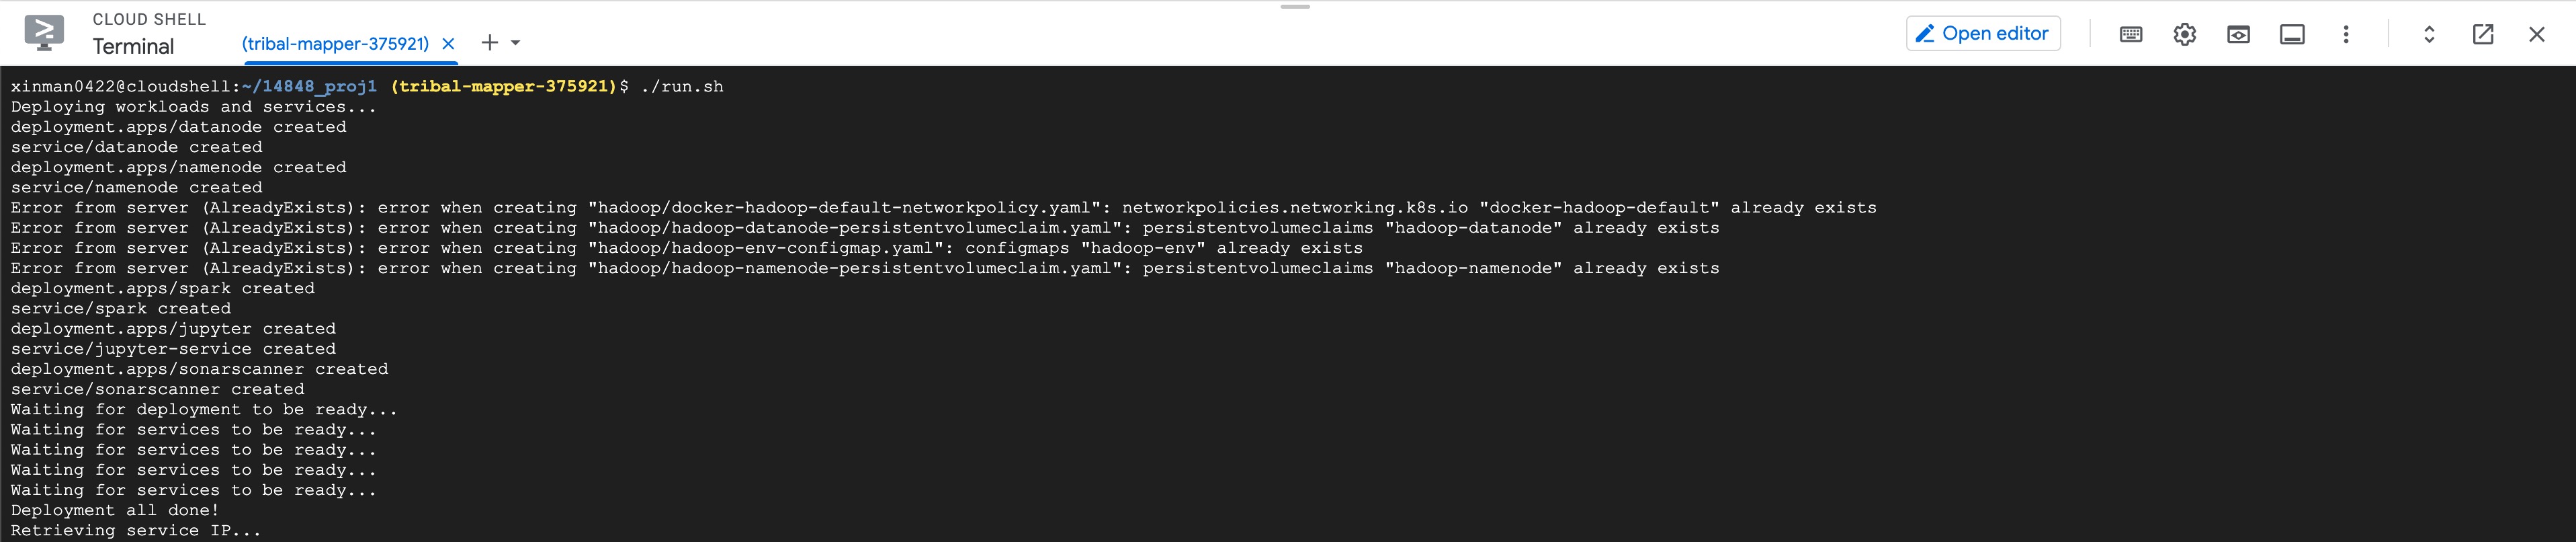 CLOUD SHELL
Terminal
(tribal-mapper-375921)
Open editor
xinman0422@cloudshell:~/14848_proj1 (tribal-mapper-375921)$ ./run.sh
Deploying workloads and services...
deployment.apps/datanode created
service/datanode created
deployment.apps/namenode created
service/namenode created
Error from server (AlreadyExists): error when creating "hadoop/docker-hadoop-default-networkpolicy.yaml": networkpolicies.networking.k8s.io "docker-hadoop-default" already exists
Error from server (AlreadyExists): error when creating "hadoop/hadoop-datanode-persistentvolumeclaim.yaml": persistentvolumeclaims "hadoop-datanode" already exists
Error from server (AlreadyExists): error when creating "hadoop/hadoop-env-configmap.yaml": configmaps "hadoop-env" already exists
Error from server (AlreadyExists): error when creating "hadoop/hadoop-namenode-persistentvolumeclaim.yaml": persistentvolumeclaims "hadoop-namenode" already exists
deployment.apps/spark created
service/spark created
deployment.apps/jupyter created
service/jupyter-service created
deployment.apps/sonarscanner created
service/sonarscanner created
Waiting for deployment to be ready...
Waiting for services to be ready...
Waiting for services to be ready...
Waiting for services to be ready...
Waiting for services to be ready...
Deployment all done!
Retrieving service IP...